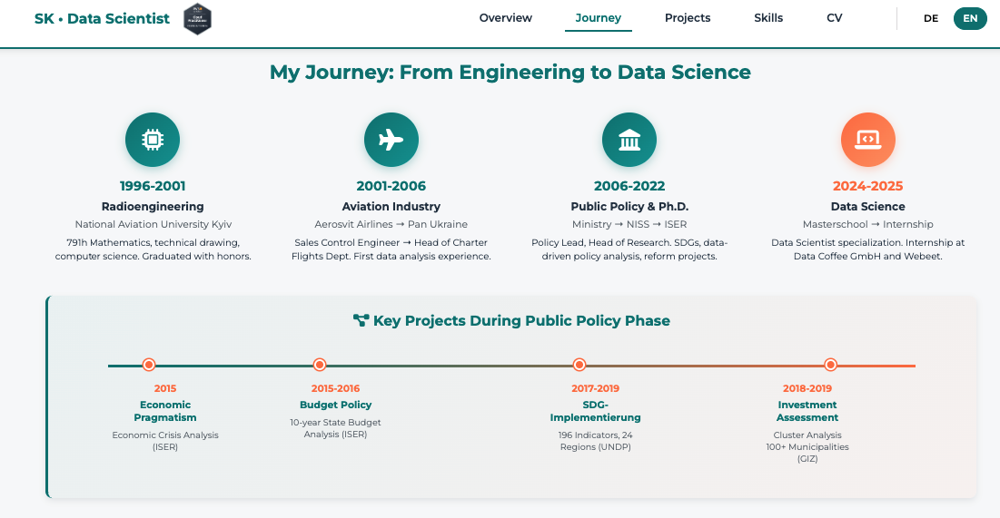 SK • Data Scientist
Overview
Journey
Projects
Skills
CV
DE
EN
My Journey: From Engineering to Data Science
1996-2001
Radioengineering
National Aviation University Kyiv
791h Mathematics, technical drawing,
computer science. Graduated with honors.
2001-2006
Aviation Industry
Aerosvit Airlines → Pan Ukraine
Sales Control Engineer → Head of Charter
Flights Dept. First data analysis experience.
2006-2022
Public Policy & Ph.D.
Ministry → NISS → ISER
Policy Lead, Head of Research. SDGs, data-
driven policy analysis, reform projects.
2024-2025
Data Science
Masterschool → Internship
Data Scientist specialization. Internship at
Data Coffee GmbH and Webeet.
Key Projects During Public Policy Phase
2015
Economic
Pragmatism
Economic Crisis Analysis
(ISER)
2015-2016
Budget Policy
10-year State Budget
Analysis (ISER)
2017-2019
SDG-
Implementierung
196 Indicators, 24
Regions (UNDP)
2018-2019
Investment
Assessment
Cluster Analysis
100+ Municipalities
(GIZ)